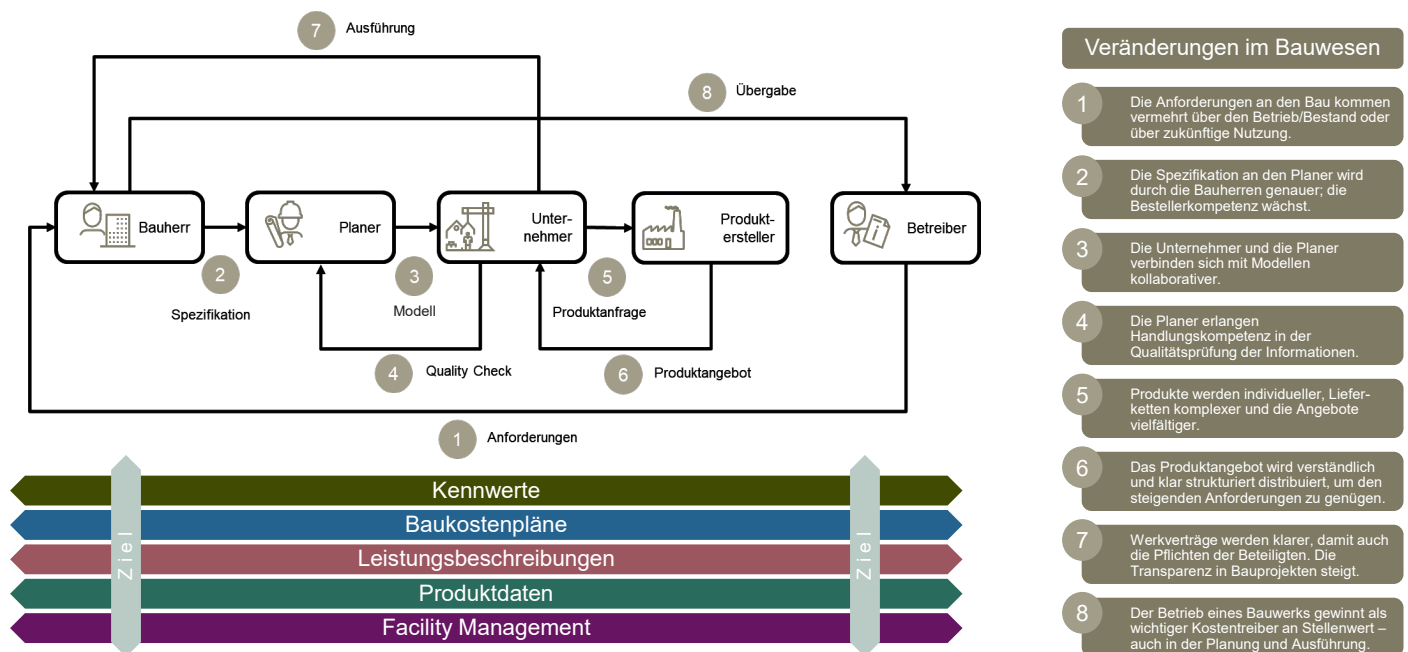 7
Ausführung
8
Übergabe
Bauherr
Planer
Unter-
nehmer
Produkt-
ersteller
Betreiber
2
Spezifikation
3
Modell
5
Produktanfrage
4
Quality Check
6
Produktangebot
1
Anforderungen
Kennwerte
Baukostenpläne
Leistungsbeschreibungen
Produktdaten
Facility Management
Ziel
Ziel
Veränderungen im Bauwesen
1
Die Anforderungen an den Bau kommen
vermehrt über den Betrieb/Bestand oder
über zukünftige Nutzung.
2
Die Spezifikation an den Planer wird
durch die Bauherren genauer; die
Bestellerkompetenz wächst.
3
Die Unternehmer und die Planer
verbinden sich mit Modellen
kollaborativer.
4
Die Planer erlangen
Handlungskompetenz in der
Qualitätsprüfung der Informationen.
5
Produkte werden individueller, Liefer-
ketten komplexer und die Angebote
vielfältiger.
6
Das Produktangebot wird verständlich
und klar strukturiert distribuiert, um den
steigenden Anforderungen zu genügen.
7
Werkverträge werden klarer, damit auch
die Pflichten der Beteiligten. Die
Transparenz in Bauprojekten steigt.
8
Der Betrieb eines Bauwerks gewinnt als
wichtiger Kostentreiber an Stellenwert –
auch in der Planung und Ausführung.